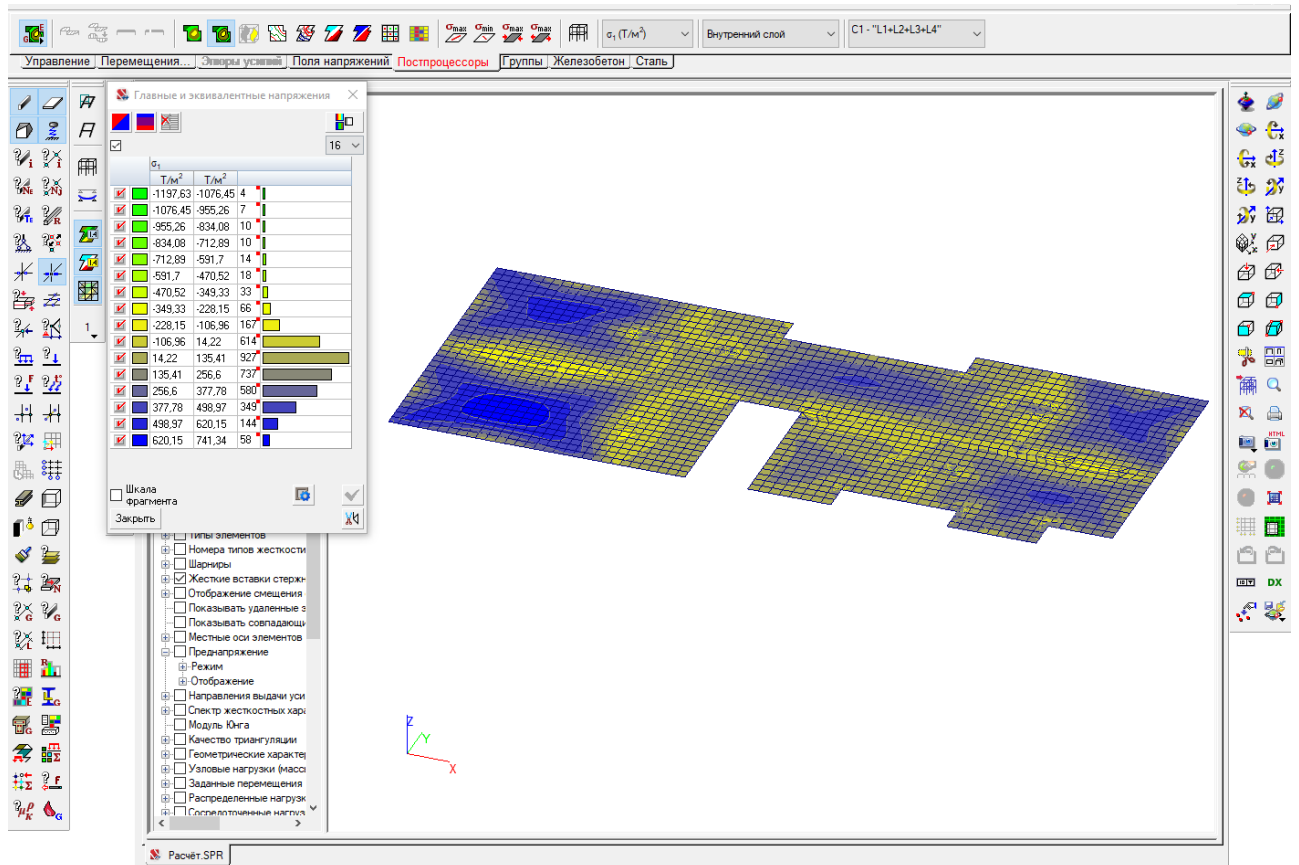 σmax σmin σmax σmax σ₁ (Т/м²) Внутренний слой C1 - "L1+L2+L3+L4"
Управление Перемещения... Эпюры усилий Поля напряжений Постпроцессоры Группы Железобетон Сталь
Главные и эквивалентные напряжения
16
σ₁
Т/м² Т/м²
-1197,63 -1076,45 4
-1076,45 -955,26 7
-955,26 -834,08 10
-834,08 -712,89 10
-712,89 -591,7 14
-591,7 -470,52 18
-470,52 -349,33 33
-349,33 -228,15 66
-228,15 -106,96 167
-106,96 14,22 614
14,22 135,41 927
135,41 256,6 737
256,6 377,78 580
377,78 498,97 349
498,97 620,15 144
620,15 741,34 58
Шкала
фрагмента
Закрыть
Типы элементов
Номера типов жесткости
Шарниры
Жесткие вставки стержн
Отображение смещения
Показывать удаленные э
Показывать совпадающи
Местные оси элементов
Преднапряжение
Режим
Отображение
Направления выдачи уси
Спектр жесткостных хара
Модуль Юнга
Качество триангуляции
Геометрические характер
Узловые нагрузки (массы
Заданные перемещения
Распределенные нагрузк
Сосредоточенные нагруз
Z
Y
X
1
HTML
DX
Расчёт.SPR